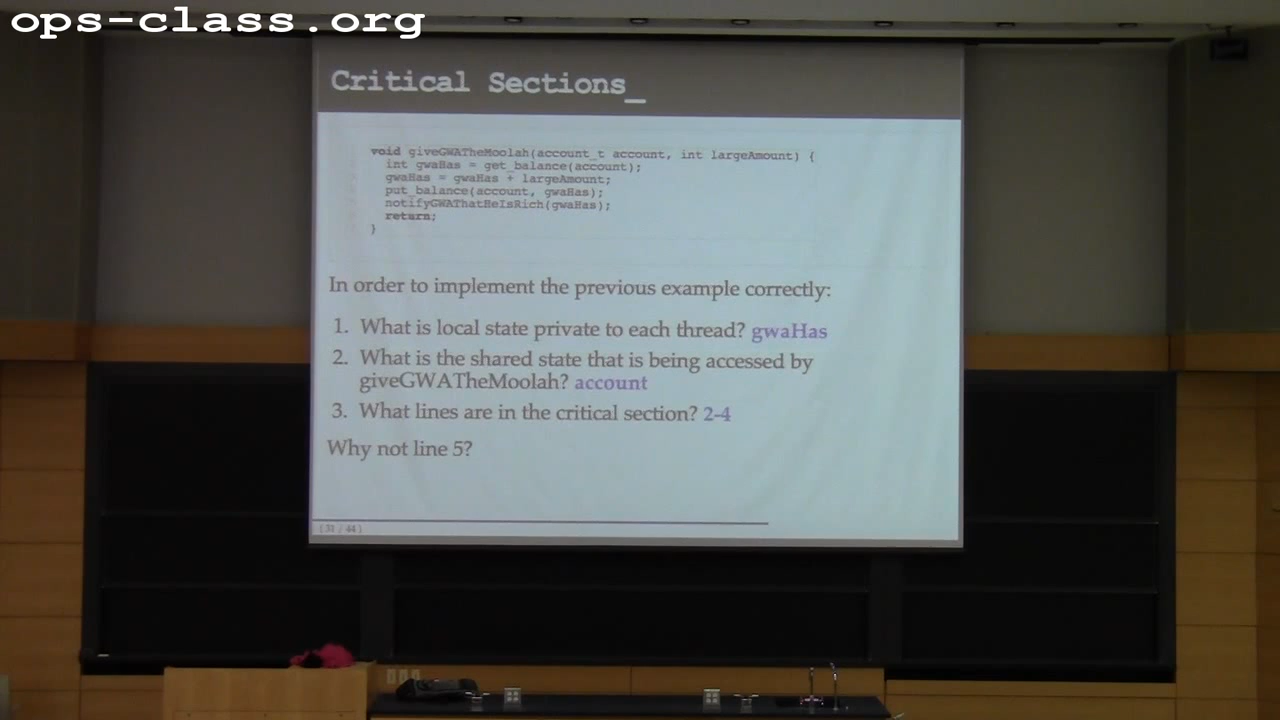 ops-class.org
Critical Sections_
void giveGWATheMoolah(account_t account, int largeAmount) {
int gwaHas = get_balance(account);
gwaHas = gwaHas + largeAmount;
put_balance(account, gwaHas);
notifyGWAThatHeIsRich(gwaHas);
return;
}
In order to implement the previous example correctly:
1. What is local state private to each thread? gwaHas
2. What is the shared state that is being accessed by
giveGWATheMoolah? account
3. What lines are in the critical section? 2-4
Why not line 5?
[ 31 / 44 ]